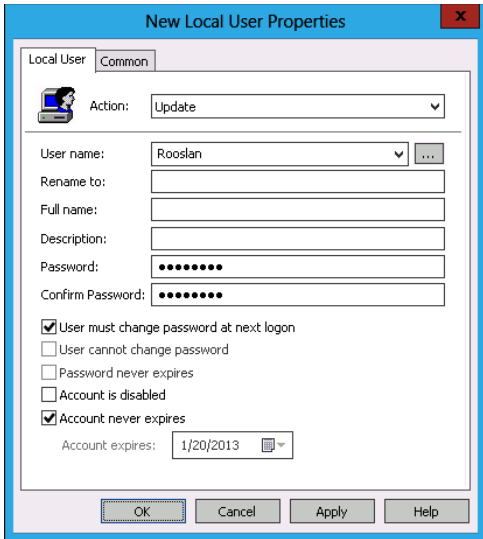 New Local User Properties
x
Local User Common
Action: Update
User name: Rooslan ...
Rename to:
Full name:
Description:
Password: ●●●●●●●●
Confirm Password: ●●●●●●●●
User must change password at next logon
User cannot change password
Password never expires
Account is disabled
Account never expires
Account expires: 1/20/2013
OK Cancel Apply Help